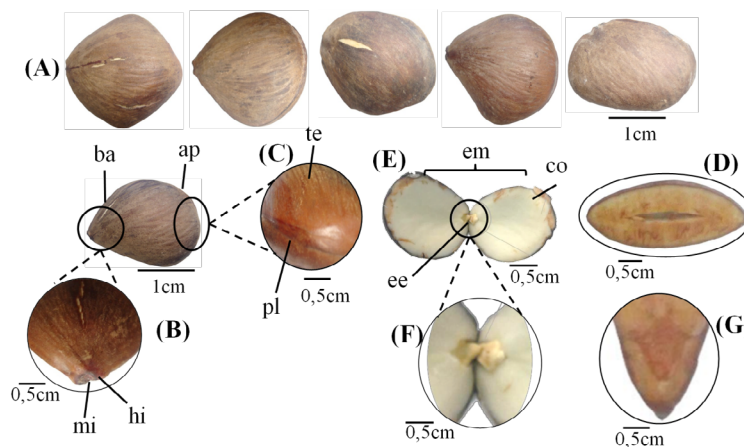 (A)
1cm
ba
ap
(C)
te
pl
0,5cm
1cm
(B)
0,5cm
mi
hi
(E)
em
co
ee
0,5cm
(D)
0,5cm
(F)
0,5cm
(G)
0,5cm